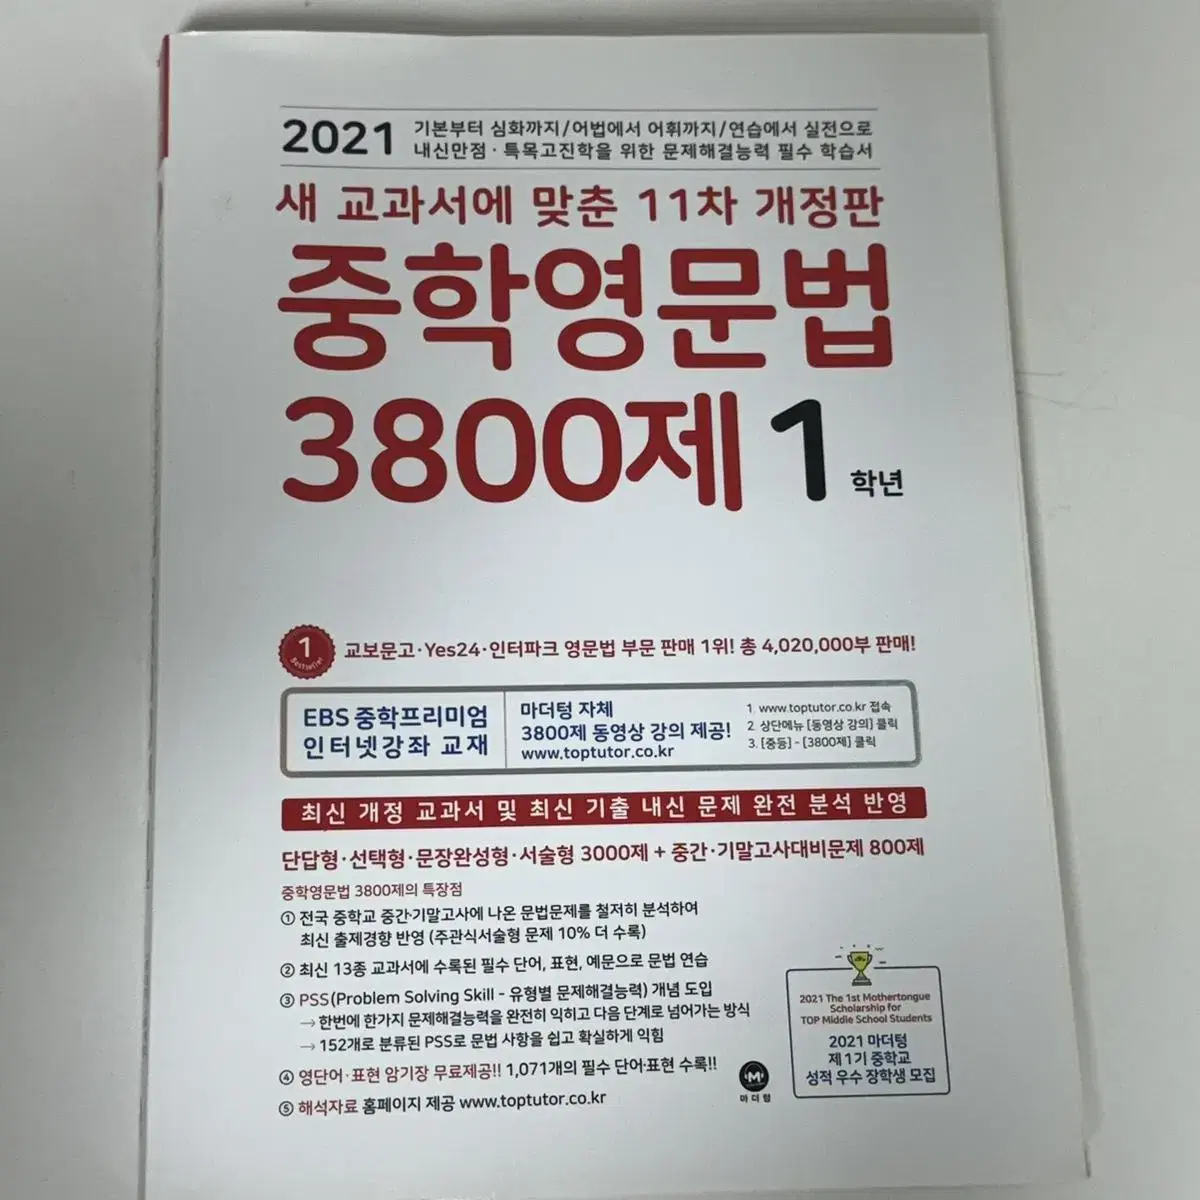 2021
기본부터 심화까지/어법에서 어휘까지/연습에서 실전으로
내신만점·특목고진학을 위한 문제해결능력 필수 학습서
새 교과서에 맞춘 11차 개정판
중학영문법
3800제 1 학년
1
Bestseller
교보문고·Yes24·인터파크 영문법 부문 판매 1위! 총 4,020,000부 판매!
EBS 중학프리미엄
인터넷강좌 교재
마더텅 자체
3800제 동영상 강의 제공!
www.toptutor.co.kr
1. www.toptutor.co.kr 접속
2. 상단메뉴 [동영상 강의] 클릭
3. [중등] - [3800제] 클릭
최신 개정 교과서 및 최신 기출 내신 문제 완전 분석 반영
단답형·선택형·문장완성형·서술형 3000제 + 중간·기말고사대비문제 800제
중학영문법 3800제의 특장점
① 전국 중학교 중간·기말고사에 나온 문법문제를 철저히 분석하여
최신 출제경향 반영 (주관식서술형 문제 10% 더 수록)
② 최신 13종 교과서에 수록된 필수 단어, 표현, 예문으로 문법 연습
③ PSS(Problem Solving Skill - 유형별 문제해결능력) 개념 도입
→ 한번에 한가지 문제해결능력을 완전히 익히고 다음 단계로 넘어가는 방식
→ 152개로 분류된 PSS로 문법 사항을 쉽고 확실하게 익힘
④ 영단어·표현 암기장 무료제공!! 1,071개의 필수 단어·표현 수록!!
⑤ 해석자료 홈페이지 제공 www.toptutor.co.kr
M
마더텅
2021 The 1st Mothertongue
Scholarship for
TOP Middle School Students
2021 마더텅
제1기 중학교
성적 우수 장학생 모집